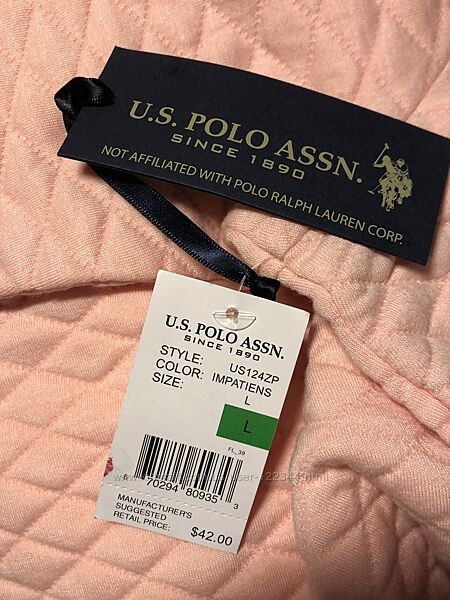 U.S. POLO ASSN.
SINCE 1890
NOT AFFILIATED WITH POLO RALPH LAUREN CORP.
U.S. POLO ASSN.
SINCE 1890
STYLE: US124ZP
COLOR: IMPATIENS
SIZE: L
L
FL_39
70294 80935 3
MANUFACTURER'S
SUGGESTED
RETAIL PRICE: $42.00